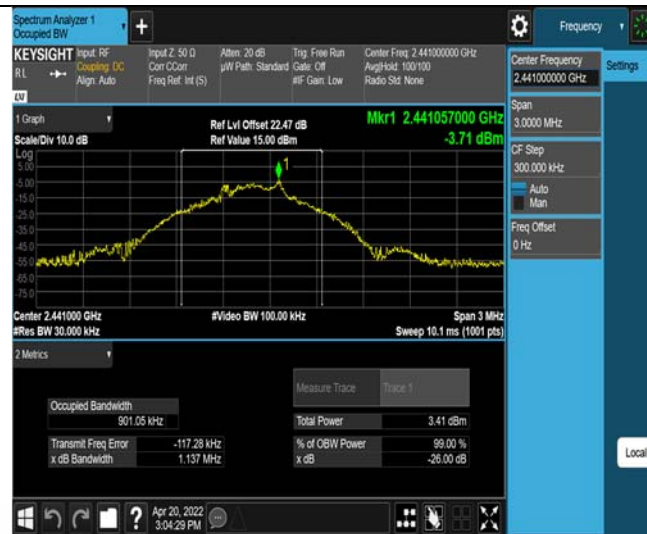 Spectrum Analyzer 1
Occupied BW
+
Frequency
KEYSIGHT
RL
Input: RF
Coupling: DC
Align: Auto
Input Z: 50 Ω
Corr CCorr
Freq Ref: Int (S)
Atten: 20 dB
µW Path: Standard
Trig: Free Run
Gate: Off
#IF Gain: Low
Center Freq: 2.441000000 GHz
Avg|Hold: 100/100
Radio Std: None
LXI
1 Graph
Scale/Div 10.0 dB
Ref Lvl Offset 22.47 dB
Ref Value 15.00 dBm
Mkr1 2.441057000 GHz
-3.71 dBm
Log
5.00
-5.00
-15.0
-25.0
-35.0
-45.0
-55.0
-65.0
-75.0
1
Center 2.441000 GHz
#Res BW 30.000 kHz
#Video BW 100.00 kHz
Span 3 MHz
Sweep 10.1 ms (1001 pts)
2 Metrics
Measure Trace
Trace 1
Occupied Bandwidth
901.05 kHz
Total Power
3.41 dBm
Transmit Freq Error
-117.28 kHz
% of OBW Power
99.00 %
x dB Bandwidth
1.137 MHz
x dB
-26.00 dB
Center Frequency
2.441000000 GHz
Settings
Span
3.0000 MHz
CF Step
300.000 kHz
Auto
Man
Freq Offset
0 Hz
Local
?
Apr 20, 2022
3:04:29 PM